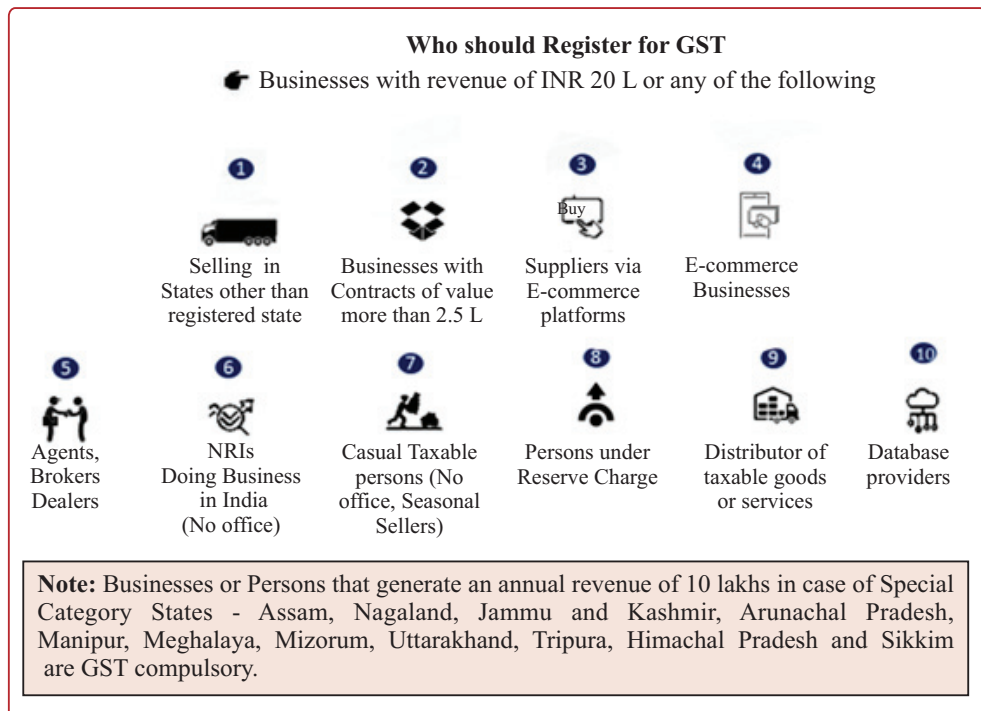 Who should Register for GST
Businesses with revenue of INR 20 L or any of the following
1
Selling in
States other than
registered state
2
Businesses with
Contracts of value
more than 2.5 L
3
Buy
Suppliers via
E-commerce
platforms
4
E-commerce
Businesses
5
Agents,
Brokers
Dealers
6
NRIs
Doing Business
in India
(No office)
7
Casual Taxable
persons (No
office, Seasonal
Sellers)
8
Persons under
Reserve Charge
9
Distributor of
taxable goods
or services
10
Database
providers
Note: Businesses or Persons that generate an annual revenue of 10 lakhs in case of Special
Category States - Assam, Nagaland, Jammu and Kashmir, Arunachal Pradesh,
Manipur, Meghalaya, Mizorum, Uttarakhand, Tripura, Himachal Pradesh and Sikkim
are GST compulsory.